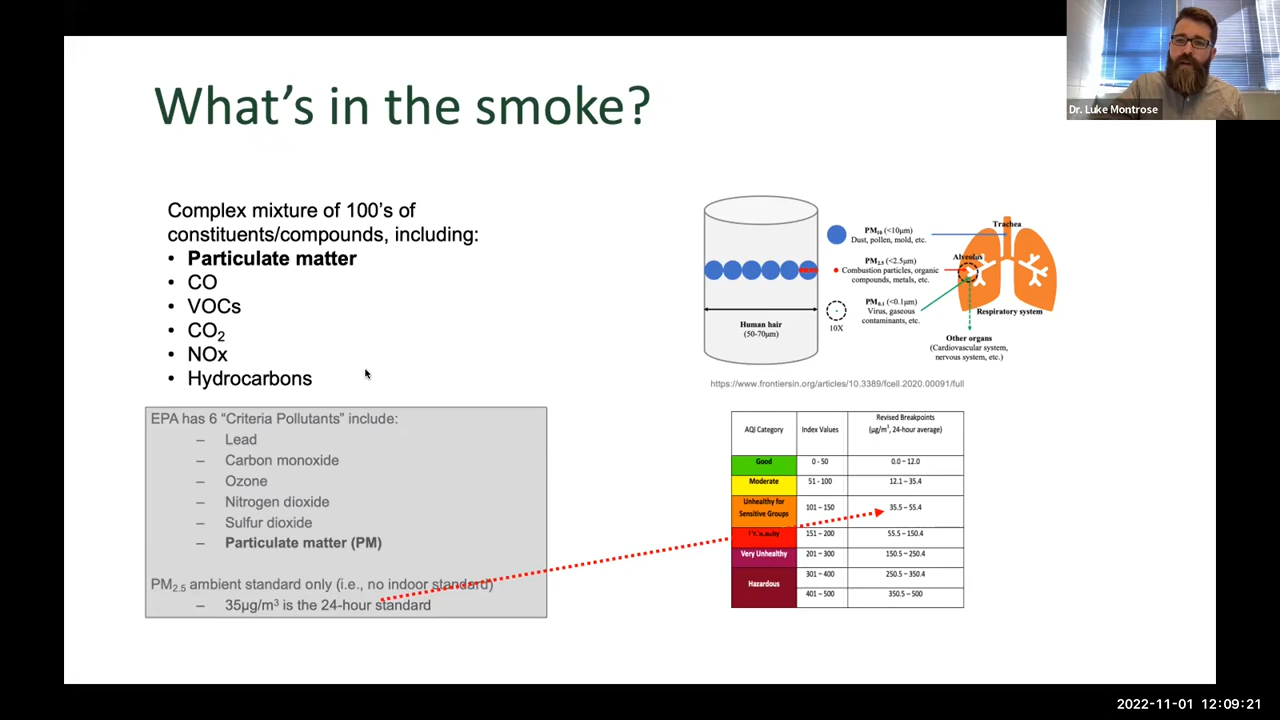 What's in the smoke?
Dr. Luke Montrose
Complex mixture of 100's of
constituents/compounds, including:
• Particulate matter
• CO
• VOCs
• CO₂
• NOx
• Hydrocarbons
EPA has 6 "Criteria Pollutants" include:
– Lead
– Carbon monoxide
– Ozone
– Nitrogen dioxide
– Sulfur dioxide
– Particulate matter (PM)
PM₂.₅ ambient standard only (i.e., no indoor standard)
– 35µg/m³ is the 24-hour standard
Human hair
(50-70µm)
PM₁₀ (<10µm)
Dust, pollen, mold, etc.
PM₂.₅ (<2.5µm)
Combustion particles, organic
compounds, metals, etc.
PM₀.₁ (<0.1µm)
Virus, gaseous
contaminants, etc.
10X
Trachea
Alveolus
Respiratory system
Other organs
(Cardiovascular system,
nervous system, etc.)
https://www.frontiersin.org/articles/10.3389/fcell.2020.00091/full
AQI Category Index Values Revised Breakpoints
(µg/m³, 24-hour average)
Good 0 - 50 0.0 – 12.0
Moderate 51 - 100 12.1 – 35.4
Unhealthy for
Sensitive Groups 101 – 150 35.5 – 55.4
151 – 200 55.5 – 150.4
Very Unhealthy 201 – 300 150.5 – 250.4
Hazardous 301 – 400 250.5 – 350.4
401 – 500 350.5 – 500
2022-11-01 12:09:21